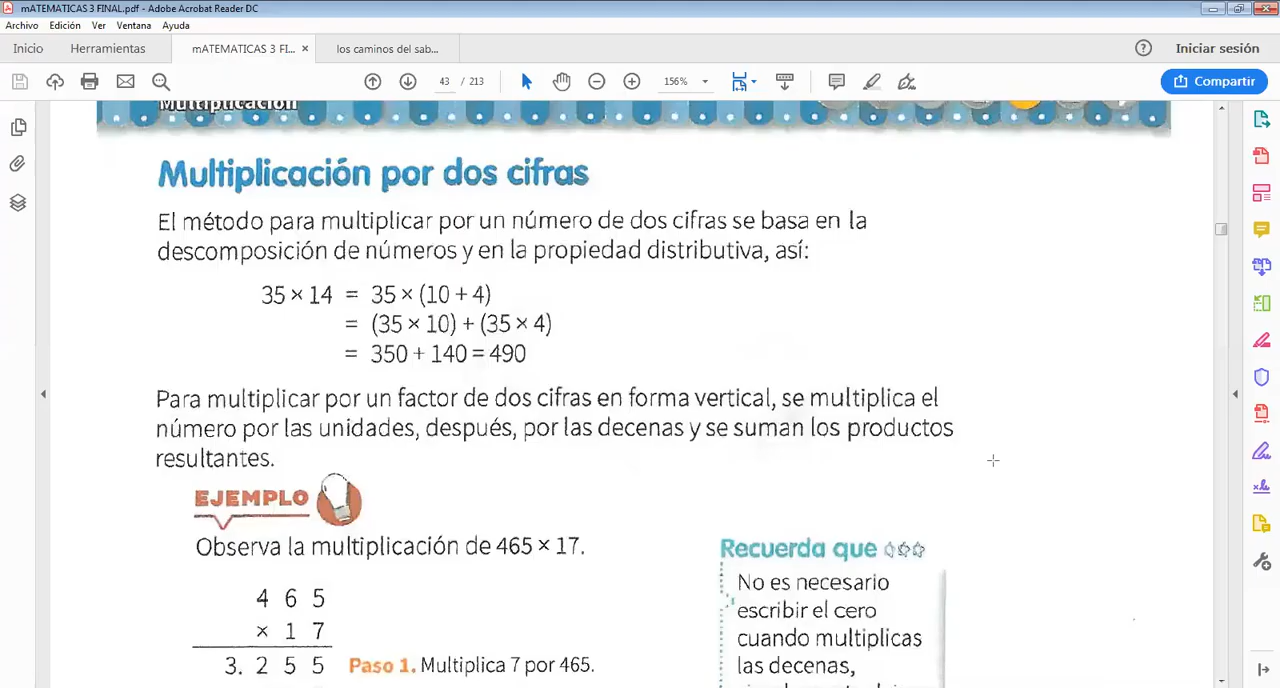 mATEMATICAS 3 FINAL.pdf - Adobe Acrobat Reader DC
Archivo Edición Ver Ventana Ayuda
Inicio Herramientas mATEMATICAS 3 FI... × los caminos del sab... Iniciar sesión
43 / 213 156% Compartir
Multiplicación
Multiplicación por dos cifras
El método para multiplicar por un número de dos cifras se basa en la
descomposición de números y en la propiedad distributiva, así:
35 × 14 = 35 × (10 + 4)
= (35 × 10) + (35 × 4)
= 350 + 140 = 490
Para multiplicar por un factor de dos cifras en forma vertical, se multiplica el
número por las unidades, después, por las decenas y se suman los productos
resultantes.
EJEMPLO
Observa la multiplicación de 465 × 17.
4 6 5
× 1 7
3. 2 5 5 Paso 1. Multiplica 7 por 465.
Recuerda que
No es necesario
escribir el cero
cuando multiplicas
las decenas,